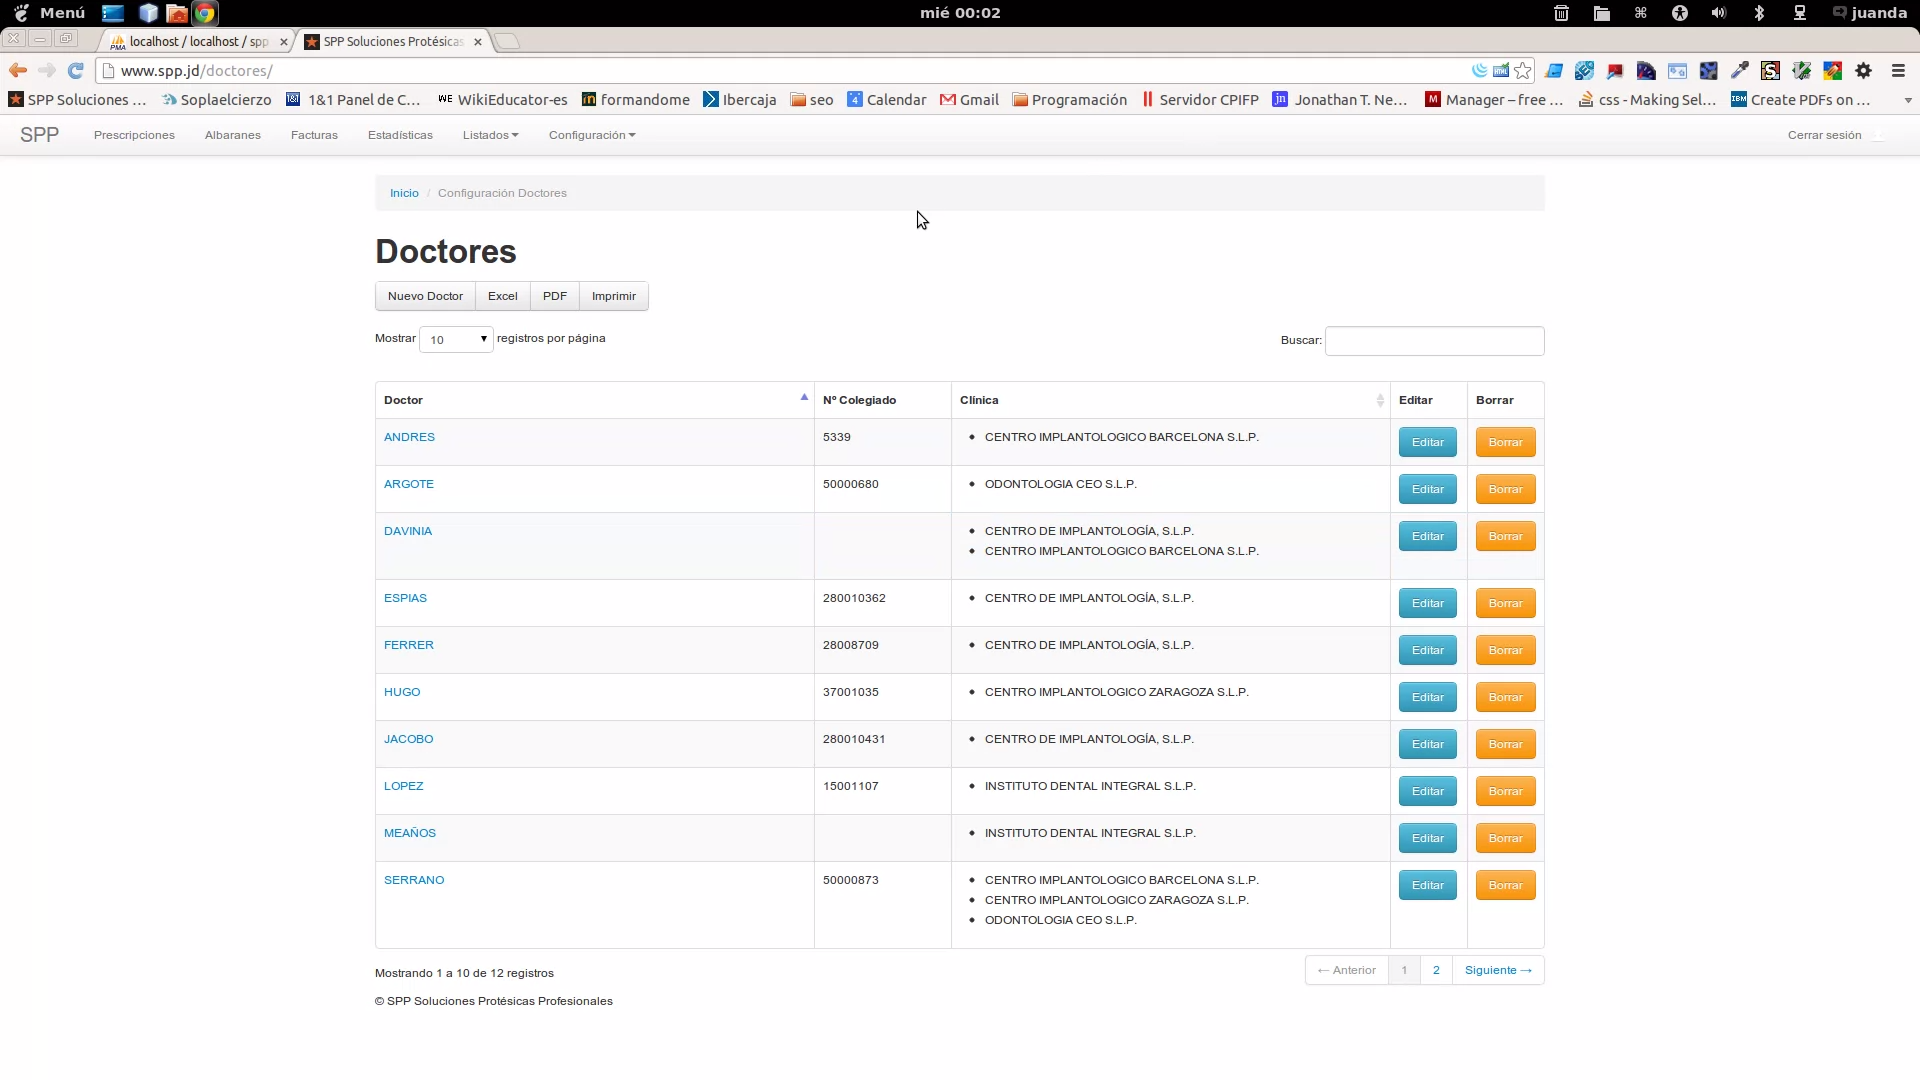 Menú
mié 00:02
juanda
localhost / localhost / spp
SPP Soluciones Protésicas
www.spp.jd/doctores/
SPP Soluciones ...
Soplaelcierzo
1&1 Panel de C...
WikiEducator-es
formandome
Ibercaja
seo
Calendar
Gmail
Programación
Servidor CPIFP
Jonathan T. Ne...
Manager – free ...
css - Making Sel...
Create PDFs on ...
SPP Prescripciones Albaranes Facturas Estadísticas Listados Configuración Cerrar sesión
Inicio / Configuración Doctores
Doctores
Nuevo Doctor Excel PDF Imprimir
Mostrar 10 registros por página Buscar:
Doctor Nº Colegiado Clínica Editar Borrar
ANDRES 5339 • CENTRO IMPLANTOLOGICO BARCELONA S.L.P. Editar Borrar
ARGOTE 50000680 • ODONTOLOGIA CEO S.L.P. Editar Borrar
DAVINIA • CENTRO DE IMPLANTOLOGÍA, S.L.P. Editar Borrar
• CENTRO IMPLANTOLOGICO BARCELONA S.L.P.
ESPIAS 280010362 • CENTRO DE IMPLANTOLOGÍA, S.L.P. Editar Borrar
FERRER 28008709 • CENTRO DE IMPLANTOLOGÍA, S.L.P. Editar Borrar
HUGO 37001035 • CENTRO IMPLANTOLOGICO ZARAGOZA S.L.P. Editar Borrar
JACOBO 280010431 • CENTRO DE IMPLANTOLOGÍA, S.L.P. Editar Borrar
LOPEZ 15001107 • INSTITUTO DENTAL INTEGRAL S.L.P. Editar Borrar
MEAÑOS • INSTITUTO DENTAL INTEGRAL S.L.P. Editar Borrar
SERRANO 50000873 • CENTRO IMPLANTOLOGICO BARCELONA S.L.P. Editar Borrar
• CENTRO IMPLANTOLOGICO ZARAGOZA S.L.P.
• ODONTOLOGIA CEO S.L.P.
Mostrando 1 a 10 de 12 registros ← Anterior 1 2 Siguiente →
© SPP Soluciones Protésicas Profesionales